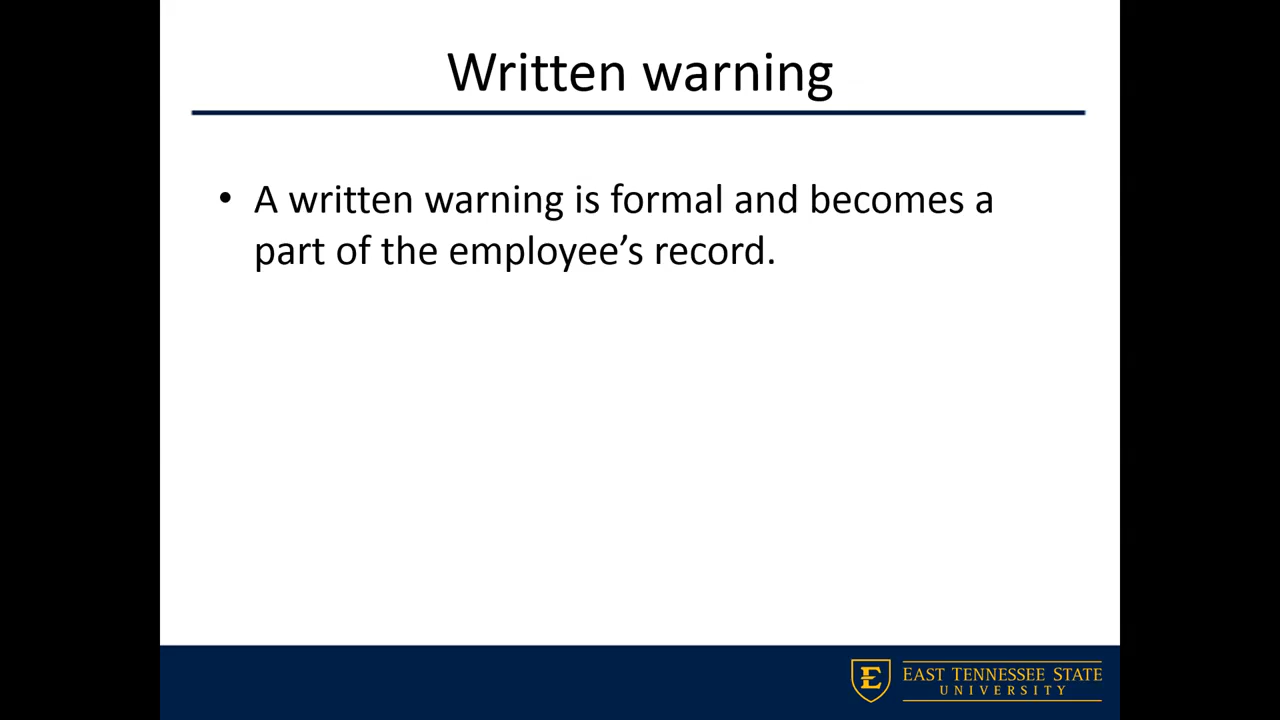 Written warning
• A written warning is formal and becomes a
part of the employee’s record.
E EAST TENNESSEE STATE
UNIVERSITY